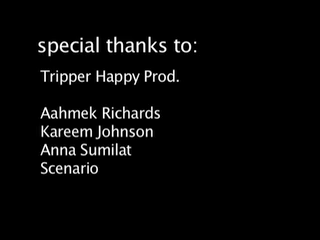 special thanks to:
Tripper Happy Prod.
Aahmek Richards
Kareem Johnson
Anna Sumilat
Scenario